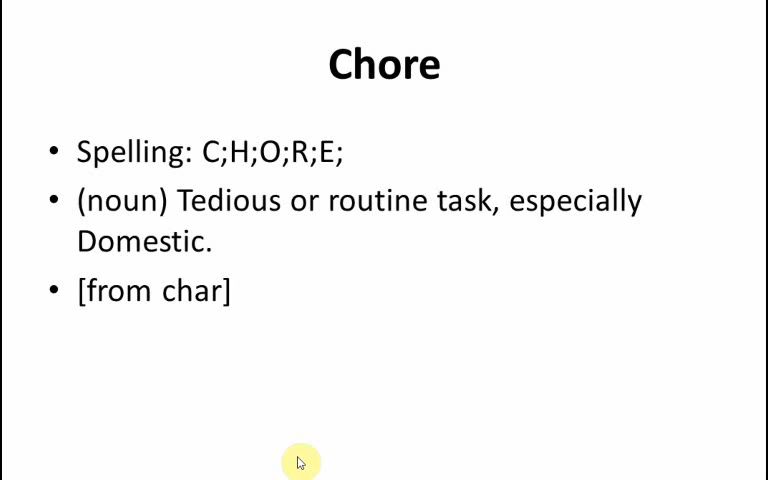 Chore
• Spelling: C;H;O;R;E;
• (noun) Tedious or routine task, especially
Domestic.
• [from char]